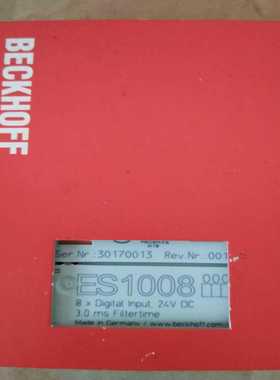 BECKHOFF
Ser.Nr.:30170013 Rev.Nr. 001
ES1008
8 x Digital Input, 24V DC
3.0 ms Filtertime
Made in Germany / www.beckhoff.com